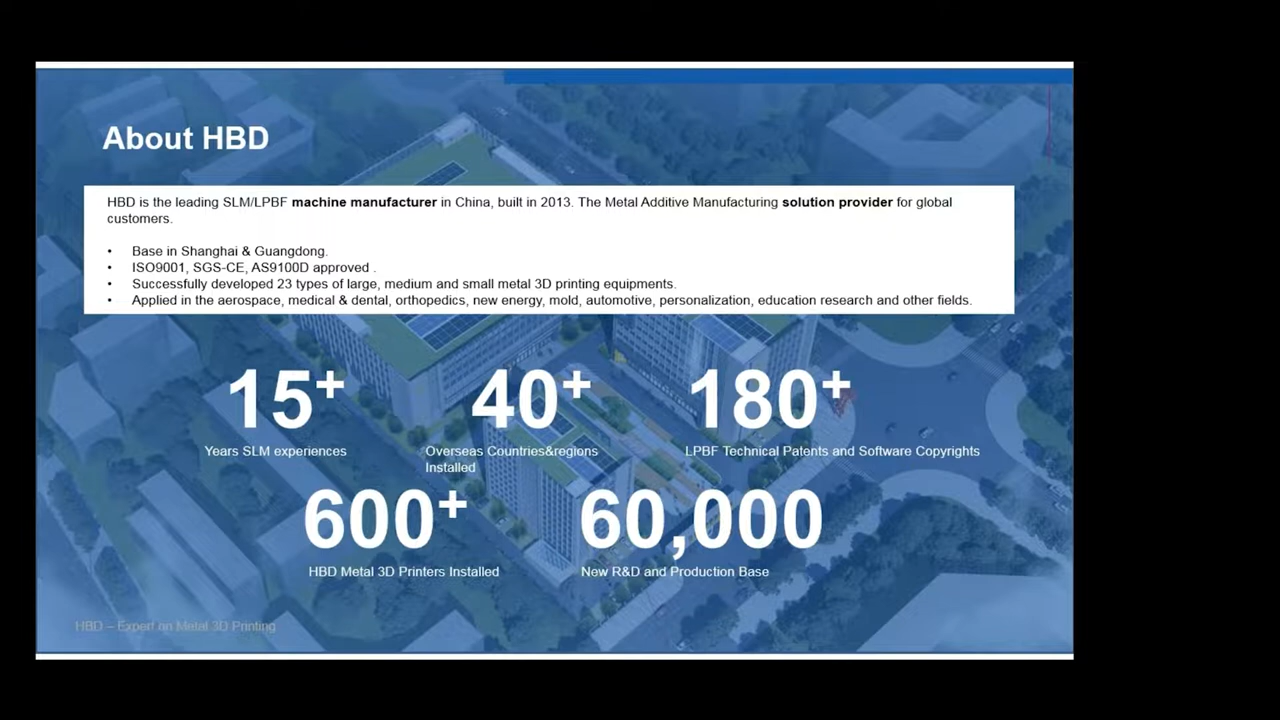 About HBD
HBD is the leading SLM/LPBF machine manufacturer in China, built in 2013. The Metal Additive Manufacturing solution provider for global
customers.
• Base in Shanghai & Guangdong.
• ISO9001, SGS-CE, AS9100D approved .
• Successfully developed 23 types of large, medium and small metal 3D printing equipments.
• Applied in the aerospace, medical & dental, orthopedics, new energy, mold, automotive, personalization, education research and other fields.
15+
Years SLM experiences
40+
Overseas Countries&regions
Installed
180+
LPBF Technical Patents and Software Copyrights
600+
HBD Metal 3D Printers Installed
60,000
New R&D and Production Base
HBD – Expert on Metal 3D Printing